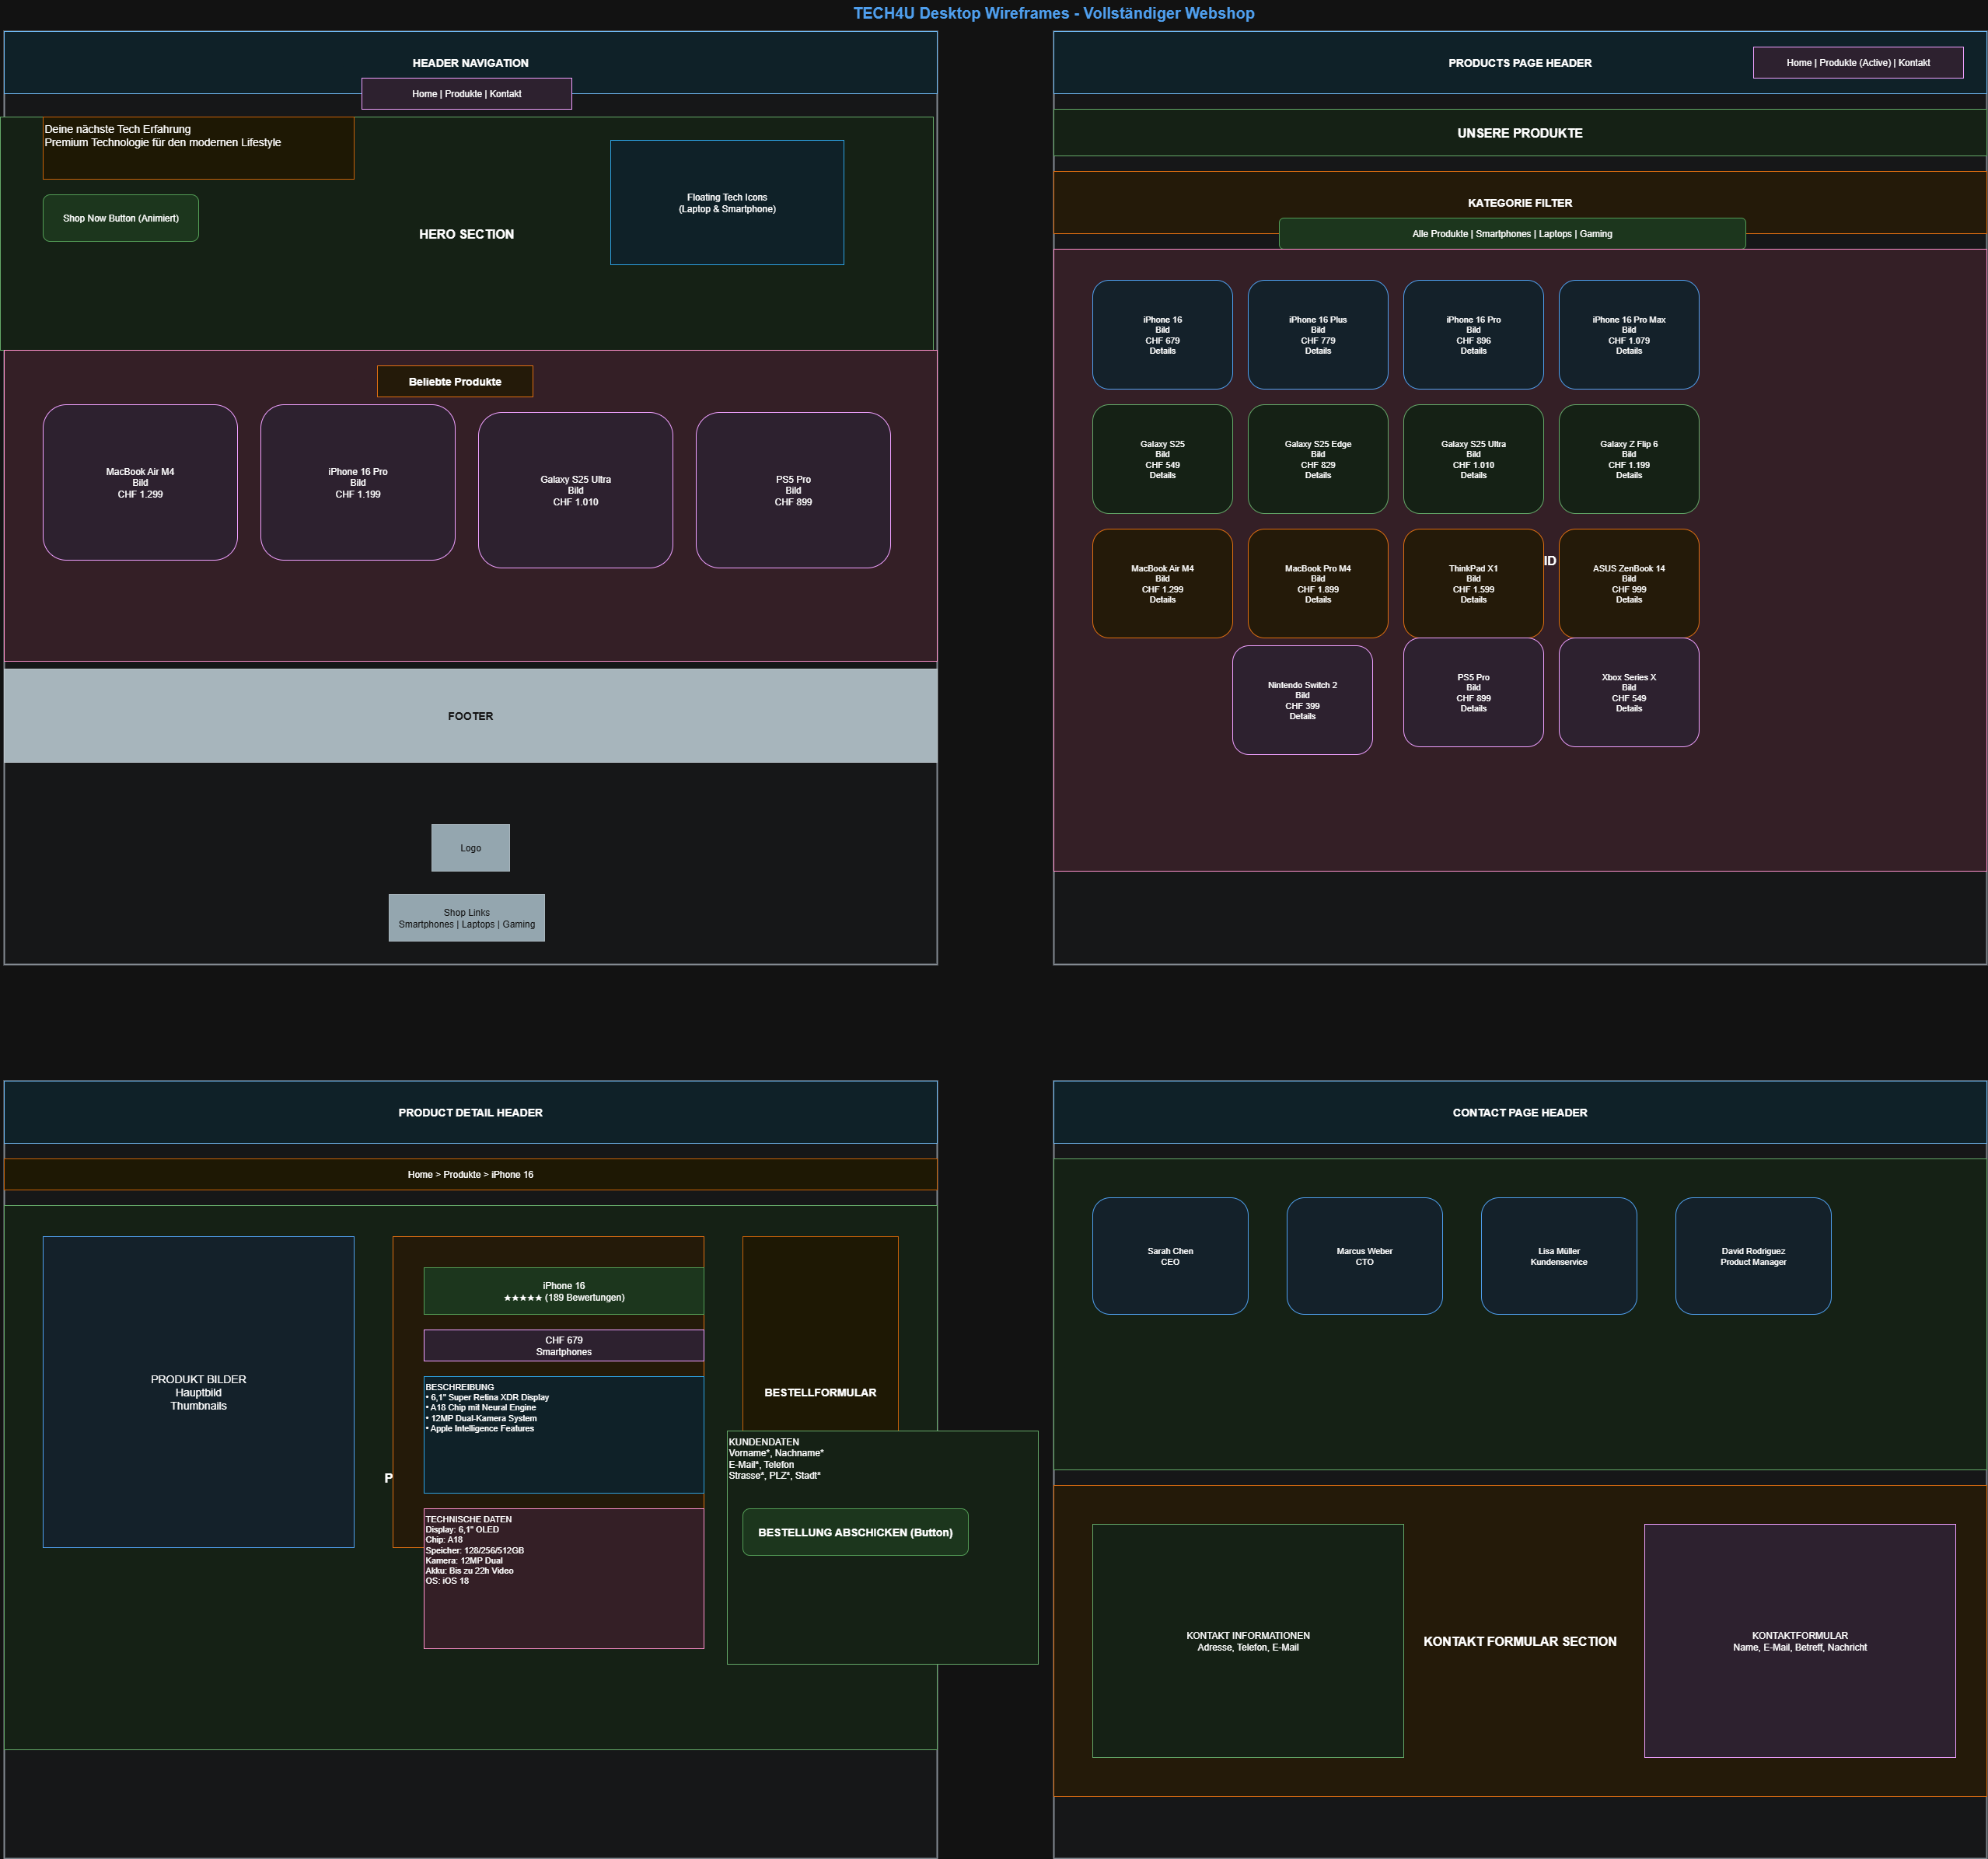 TECH4U Desktop Wireframes - Vollständiger Webshop
HEADER NAVIGATION
Home | Produkte | Kontakt
Deine nächste Tech Erfahrung
Premium Technologie für den modernen Lifestyle
Shop Now Button (Animiert)
HERO SECTION
Floating Tech Icons
(Laptop & Smartphone)
Beliebte Produkte
MacBook Air M4
Bild
CHF 1.299
iPhone 16 Pro
Bild
CHF 1.199
Galaxy S25 Ultra
Bild
CHF 1.010
PS5 Pro
Bild
CHF 899
FOOTER
Logo
Shop Links
Smartphones | Laptops | Gaming
PRODUCTS PAGE HEADER
Home | Produkte (Active) | Kontakt
UNSERE PRODUKTE
KATEGORIE FILTER
Alle Produkte | Smartphones | Laptops | Gaming
iPhone 16
Bild
CHF 679
Details
iPhone 16 Plus
Bild
CHF 779
Details
iPhone 16 Pro
Bild
CHF 896
Details
iPhone 16 Pro Max
Bild
CHF 1.079
Details
Galaxy S25
Bild
CHF 549
Details
Galaxy S25 Edge
Bild
CHF 829
Details
Galaxy S25 Ultra
Bild
CHF 1.010
Details
Galaxy Z Flip 6
Bild
CHF 1.199
Details
MacBook Air M4
Bild
CHF 1.299
Details
MacBook Pro M4
Bild
CHF 1.899
Details
ThinkPad X1
Bild
CHF 1.599
Details
ID
ASUS ZenBook 14
Bild
CHF 999
Details
Nintendo Switch 2
Bild
CHF 399
Details
PS5 Pro
Bild
CHF 899
Details
Xbox Series X
Bild
CHF 549
Details
PRODUCT DETAIL HEADER
Home > Produkte > iPhone 16
PRODUKT BILDER
Hauptbild
Thumbnails
P
iPhone 16
★★★★★ (189 Bewertungen)
CHF 679
Smartphones
BESCHREIBUNG
• 6,1" Super Retina XDR Display
• A18 Chip mit Neural Engine
• 12MP Dual-Kamera System
• Apple Intelligence Features
TECHNISCHE DATEN
Display: 6,1" OLED
Chip: A18
Speicher: 128/256/512GB
Kamera: 12MP Dual
Akku: Bis zu 22h Video
OS: iOS 18
BESTELLFORMULAR
KUNDENDATEN
Vorname*, Nachname*
E-Mail*, Telefon
Strasse*, PLZ*, Stadt*
BESTELLUNG ABSCHICKEN (Button)
CONTACT PAGE HEADER
Sarah Chen
CEO
Marcus Weber
CTO
Lisa Müller
Kundenservice
David Rodriguez
Product Manager
KONTAKT INFORMATIONEN
Adresse, Telefon, E-Mail
KONTAKT FORMULAR SECTION
KONTAKTFORMULAR
Name, E-Mail, Betreff, Nachricht